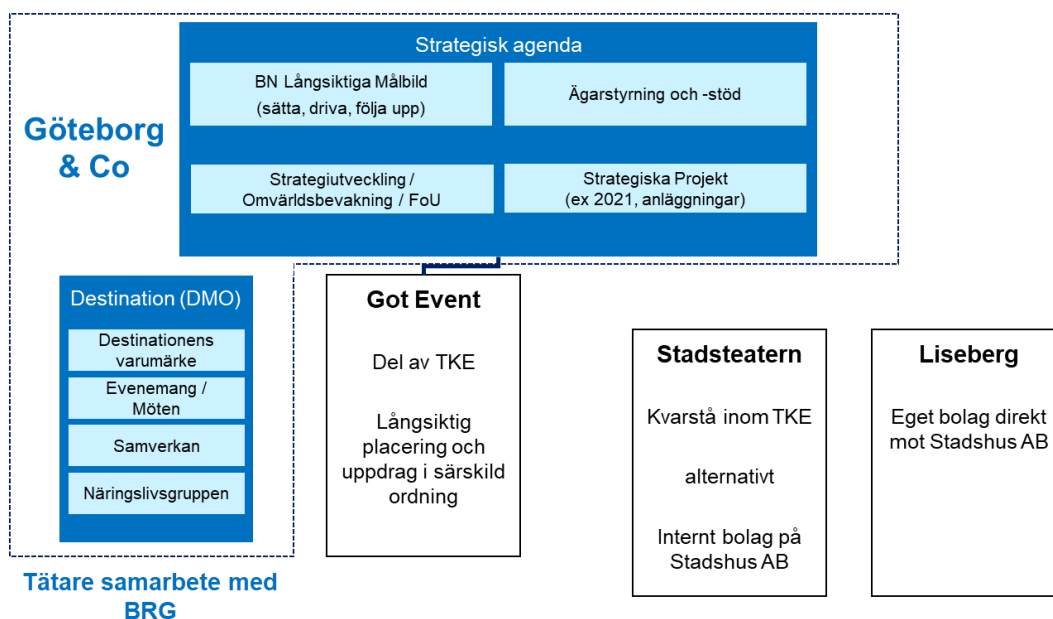 Strategisk agenda
BN Långsiktiga Målbild
(sätta, driva, följa upp)
Ägarstyrning och -stöd
Göteborg
& Co
Strategiutveckling /
Omvärldsbevakning / FoU
Strategiska Projekt
(ex 2021, anläggningar)
Destination (DMO)
Destinationens
varumärke
Evenemang /
Möten
Samverkan
Näringslivsgruppen
Tätare samarbete med
BRG
Got Event
Del av TKE
Långsiktig
placering och
uppdrag i särskild
ordning
Stadsteatern
Kvarstå inom TKE
alternativt
Internt bolag på
Stadshus AB
Liseberg
Eget bolag direkt
mot Stadshus AB